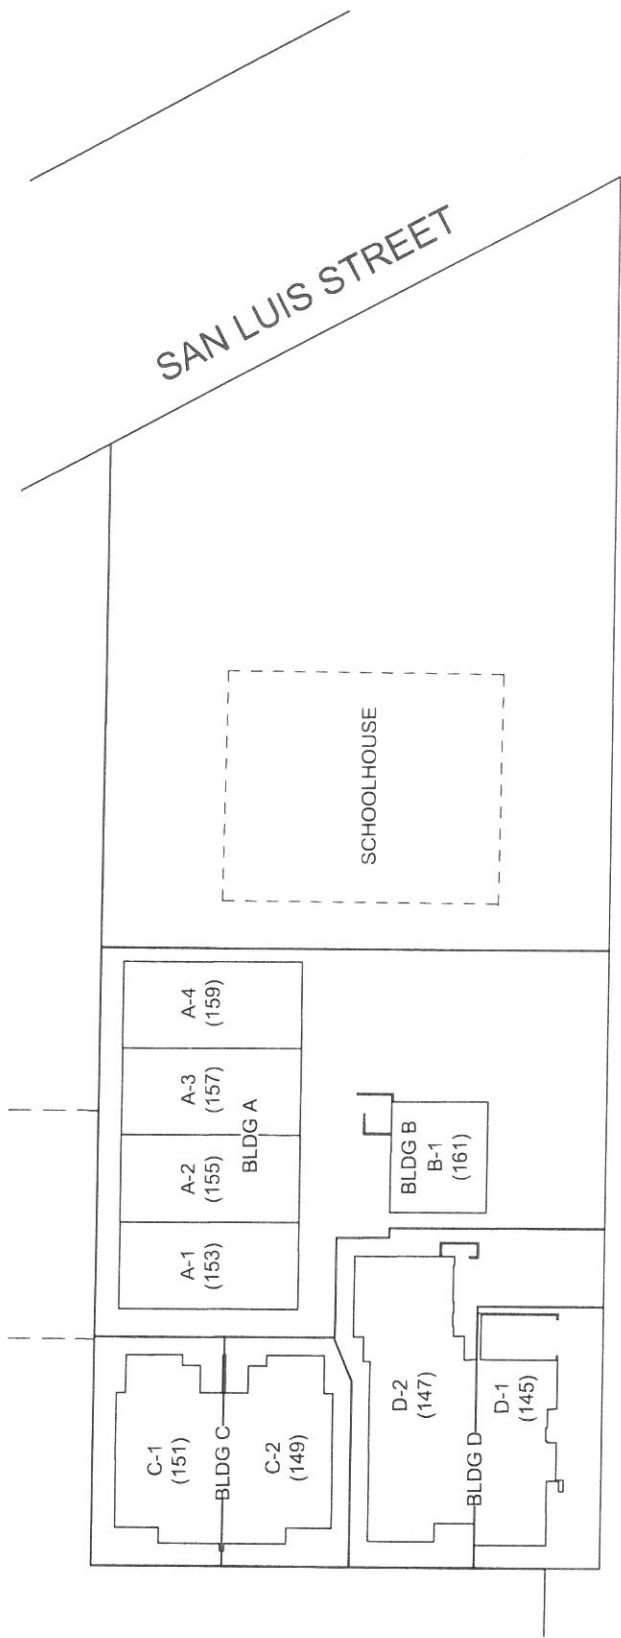 SAN LUIS STREET
SCHOOLHOUSE
A-4
(159)
A-3
(157)
BLDG A
A-2
(155)
A-1
(153)
BLDG B
B-1
(161)
C-1
(151)
BLDG C
C-2
(149)
D-2
(147)
BLDG D
D-1
(145)